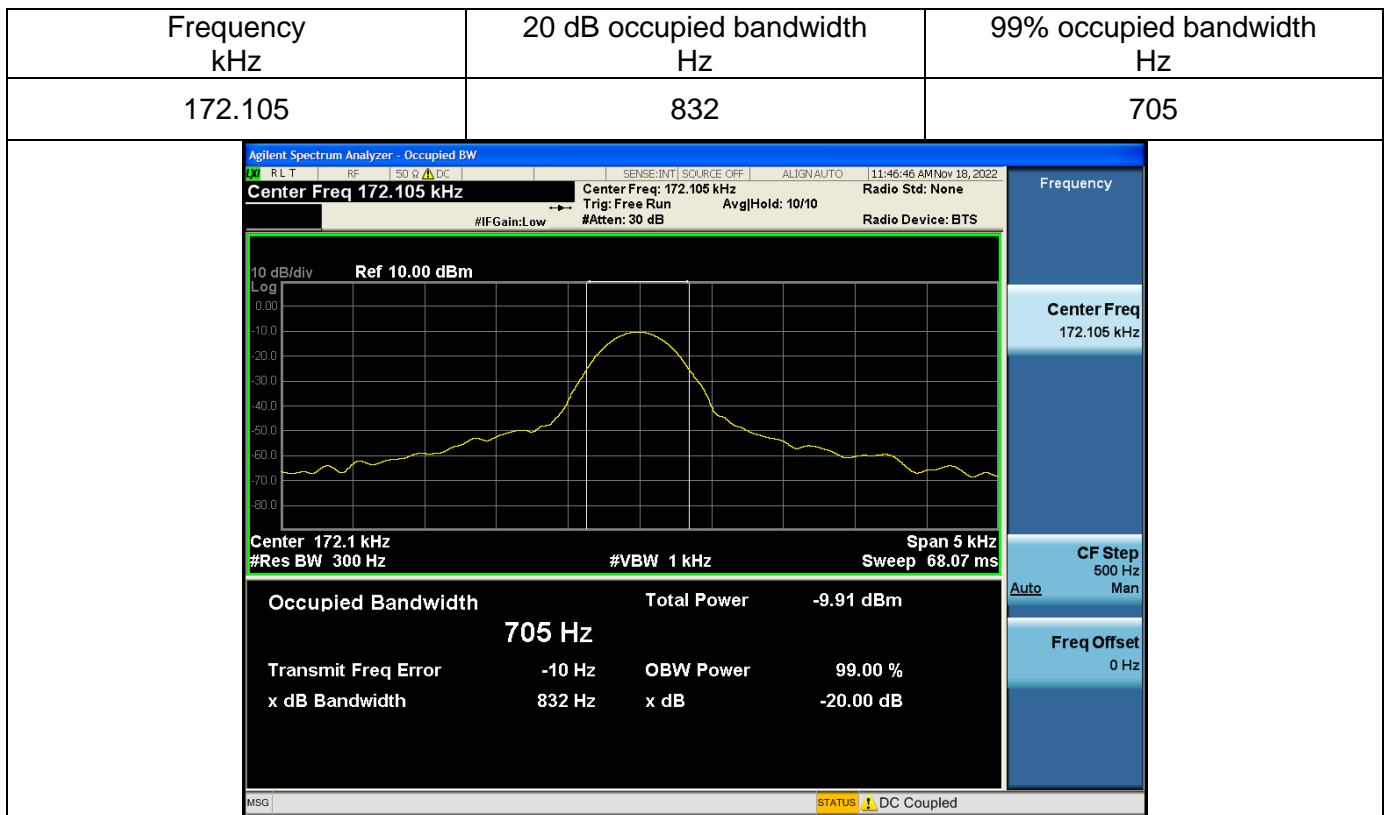 Frequency 20 dB occupied bandwidth 99% occupied bandwidth
kHz Hz Hz
172.105 832 705
Agilent Spectrum Analyzer - Occupied BW
LXI R L T RF 50 Ω DC SENSE:INT SOURCE OFF ALIGN AUTO 11:46:46 AM Nov 18, 2022
Center Freq 172.105 kHz Center Freq: 172.105 kHz Radio Std: None Frequency
Trig: Free Run Avg|Hold: 10/10
#IFGain:Low #Atten: 30 dB Radio Device: BTS
10 dB/div Ref 10.00 dBm
Log
0.00
-10.0
-20.0
-30.0
-40.0
-50.0
-60.0
-70.0
-80.0
Center 172.1 kHz Span 5 kHz
#Res BW 300 Hz #VBW 1 kHz Sweep 68.07 ms
Center Freq
172.105 kHz
CF Step
500 Hz
Auto Man
Freq Offset
0 Hz
Occupied Bandwidth Total Power -9.91 dBm
705 Hz
Transmit Freq Error -10 Hz OBW Power 99.00 %
x dB Bandwidth 832 Hz x dB -20.00 dB
MSG STATUS DC Coupled